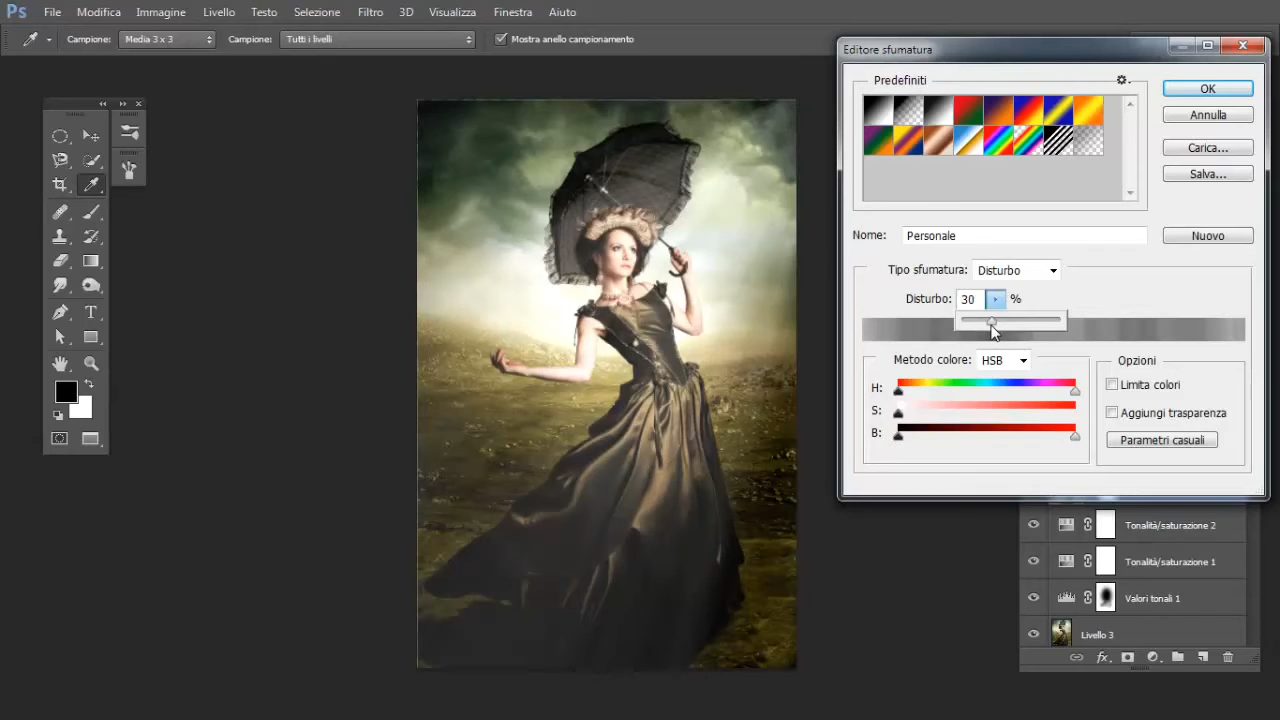 Ps File Modifica Immagine Livello Testo Selezione Filtro 3D Visualizza Finestra Aiuto
Campione: Media 3 x 3 Campione: Tutti i livelli Mostra anello campionamento
Editore sfumatura
Predefiniti
OK
Annulla
Carica...
Salva...
Nome: Personale
Nuovo
Tipo sfumatura: Disturbo
Disturbo: 30 %
Metodo colore: HSB
H:
S:
B:
Opzioni
Limita colori
Aggiungi trasparenza
Parametri casuali
Tonalità/saturazione 2
Tonalità/saturazione 1
Valori tonali 1
Livello 3